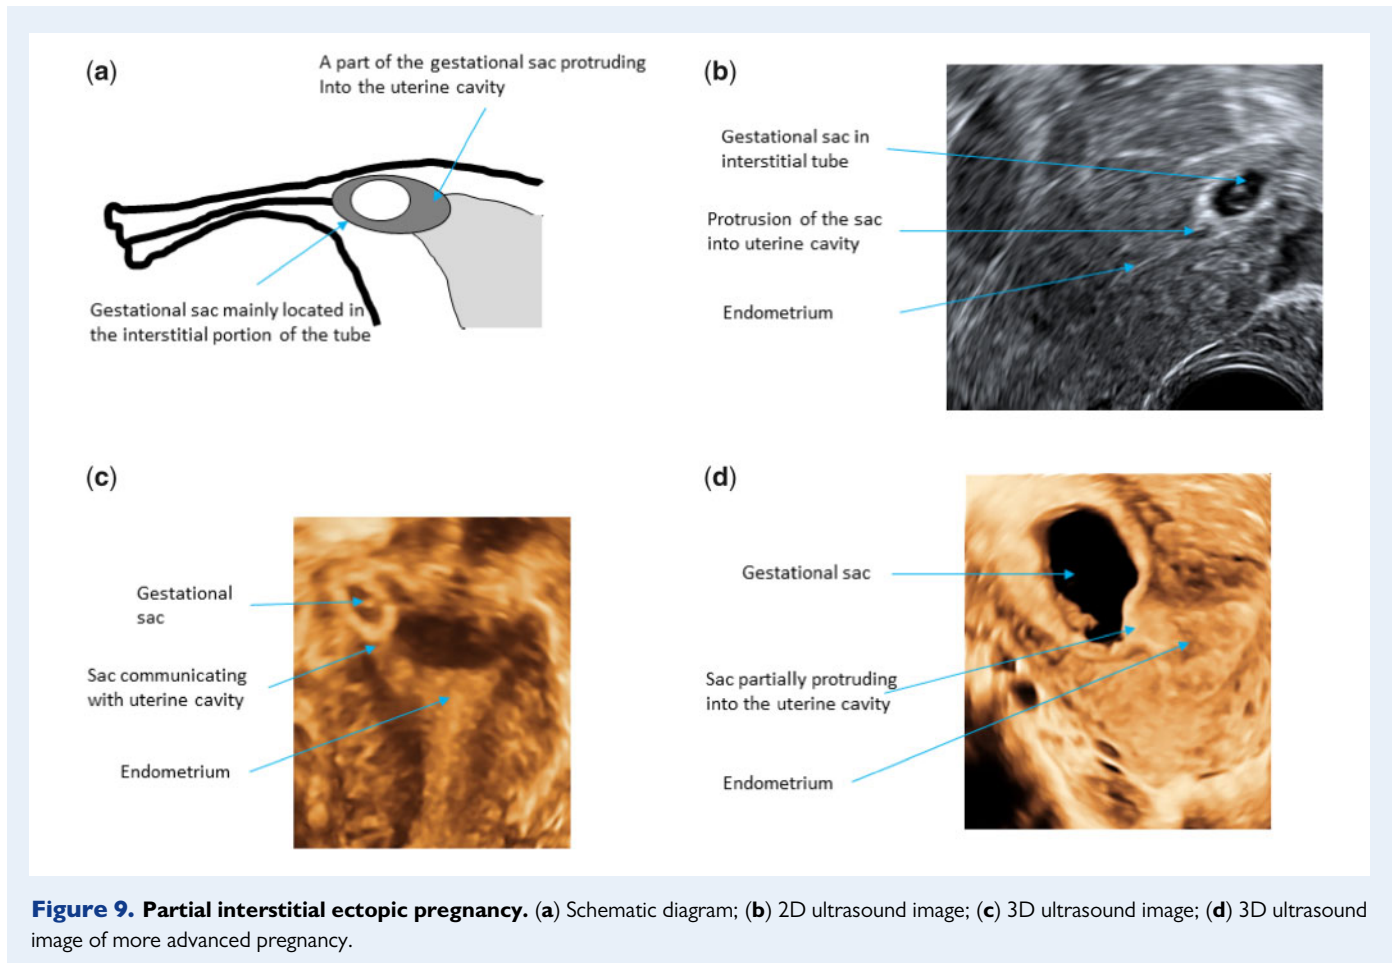 (a)
A part of the gestational sac protruding
Into the uterine cavity
Gestational sac mainly located in
the interstitial portion of the tube
(b)
Gestational sac in
interstitial tube
Protrusion of the sac
into uterine cavity
Endometrium
(c)
Gestational
sac
Sac communicating
with uterine cavity
Endometrium
(d)
Gestational sac
Sac partially protruding
into the uterine cavity
Endometrium
Figure 9. Partial interstitial ectopic pregnancy. (a) Schematic diagram; (b) 2D ultrasound image; (c) 3D ultrasound image; (d) 3D ultrasound
image of more advanced pregnancy.